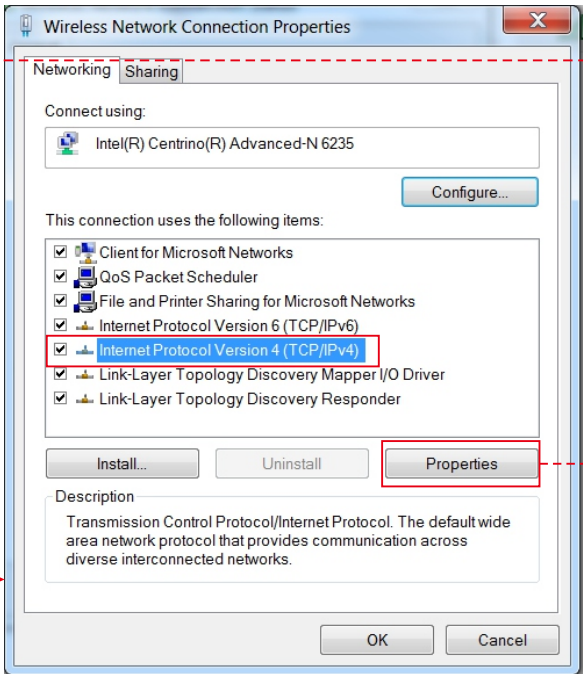 Wireless Network Connection Properties
Networking
Sharing
Connect using:
Intel(R) Centrino(R) Advanced-N 6235
Configure...
This connection uses the following items:
Client for Microsoft Networks
QoS Packet Scheduler
File and Printer Sharing for Microsoft Networks
Internet Protocol Version 6 (TCP/IPv6)
Internet Protocol Version 4 (TCP/IPv4)
Link-Layer Topology Discovery Mapper I/O Driver
Link-Layer Topology Discovery Responder
Install...
Uninstall
Properties
Description
Transmission Control Protocol/Internet Protocol. The default wide
area network protocol that provides communication across
diverse interconnected networks.
OK
Cancel